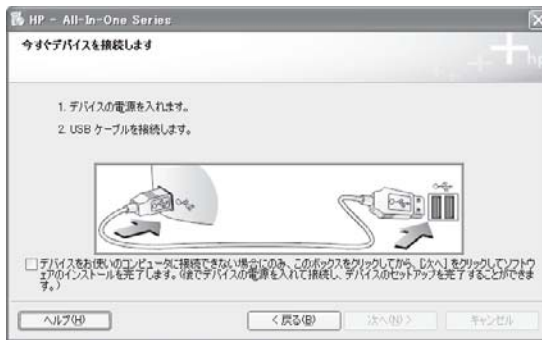 HP - All-In-One Series
今すぐデバイスを接続します
1. デバイスの電源を入れます。
2. USB ケーブルを接続します。
□デバイスをお使いのコンピュータに接続できない場合にのみ、このボックスをクリックしてから、[次へ] をクリックしてソフトウ
ェアのインストールを完了します。(後でデバイスの電源を入れて接続し、デバイスのセットアップを完了することができま
す。)
ヘルプ(H)
< 戻る(B)
次へ(N) >
キャンセル